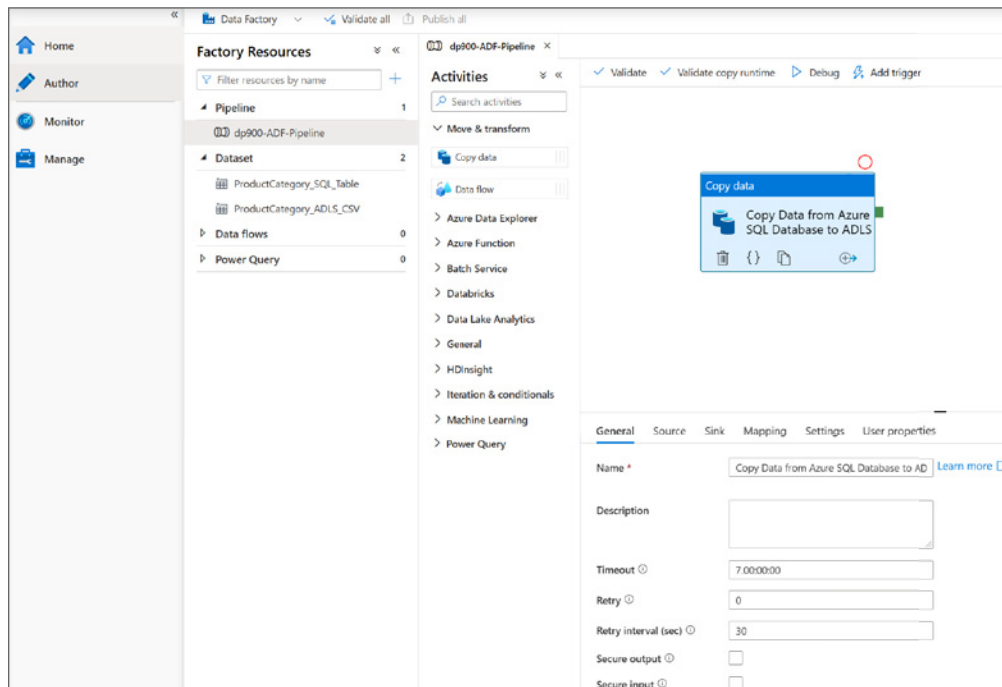 «
Home
Author
Monitor
Manage
Data Factory
Validate all
Publish all
Factory Resources
«
Filter resources by name
+
Pipeline 1
dp900-ADF-Pipeline
Dataset 2
ProductCategory_SQL_Table
ProductCategory_ADLS_CSV
Data flows 0
Power Query 0
dp900-ADF-Pipeline ×
Activities
«
Search activities
Move & transform
Copy data
Data flow
Azure Data Explorer
Azure Function
Batch Service
Databricks
Data Lake Analytics
General
HDInsight
Iteration & conditionals
Machine Learning
Power Query
Validate Validate copy runtime Debug Add trigger
Copy data
Copy Data from Azure
SQL Database to ADLS
{}
General Source Sink Mapping Settings User properties
Name * Copy Data from Azure SQL Database to AD Learn more
Description
Timeout 7.00:00:00
Retry 0
Retry interval (sec) 30
Secure output
Secure input